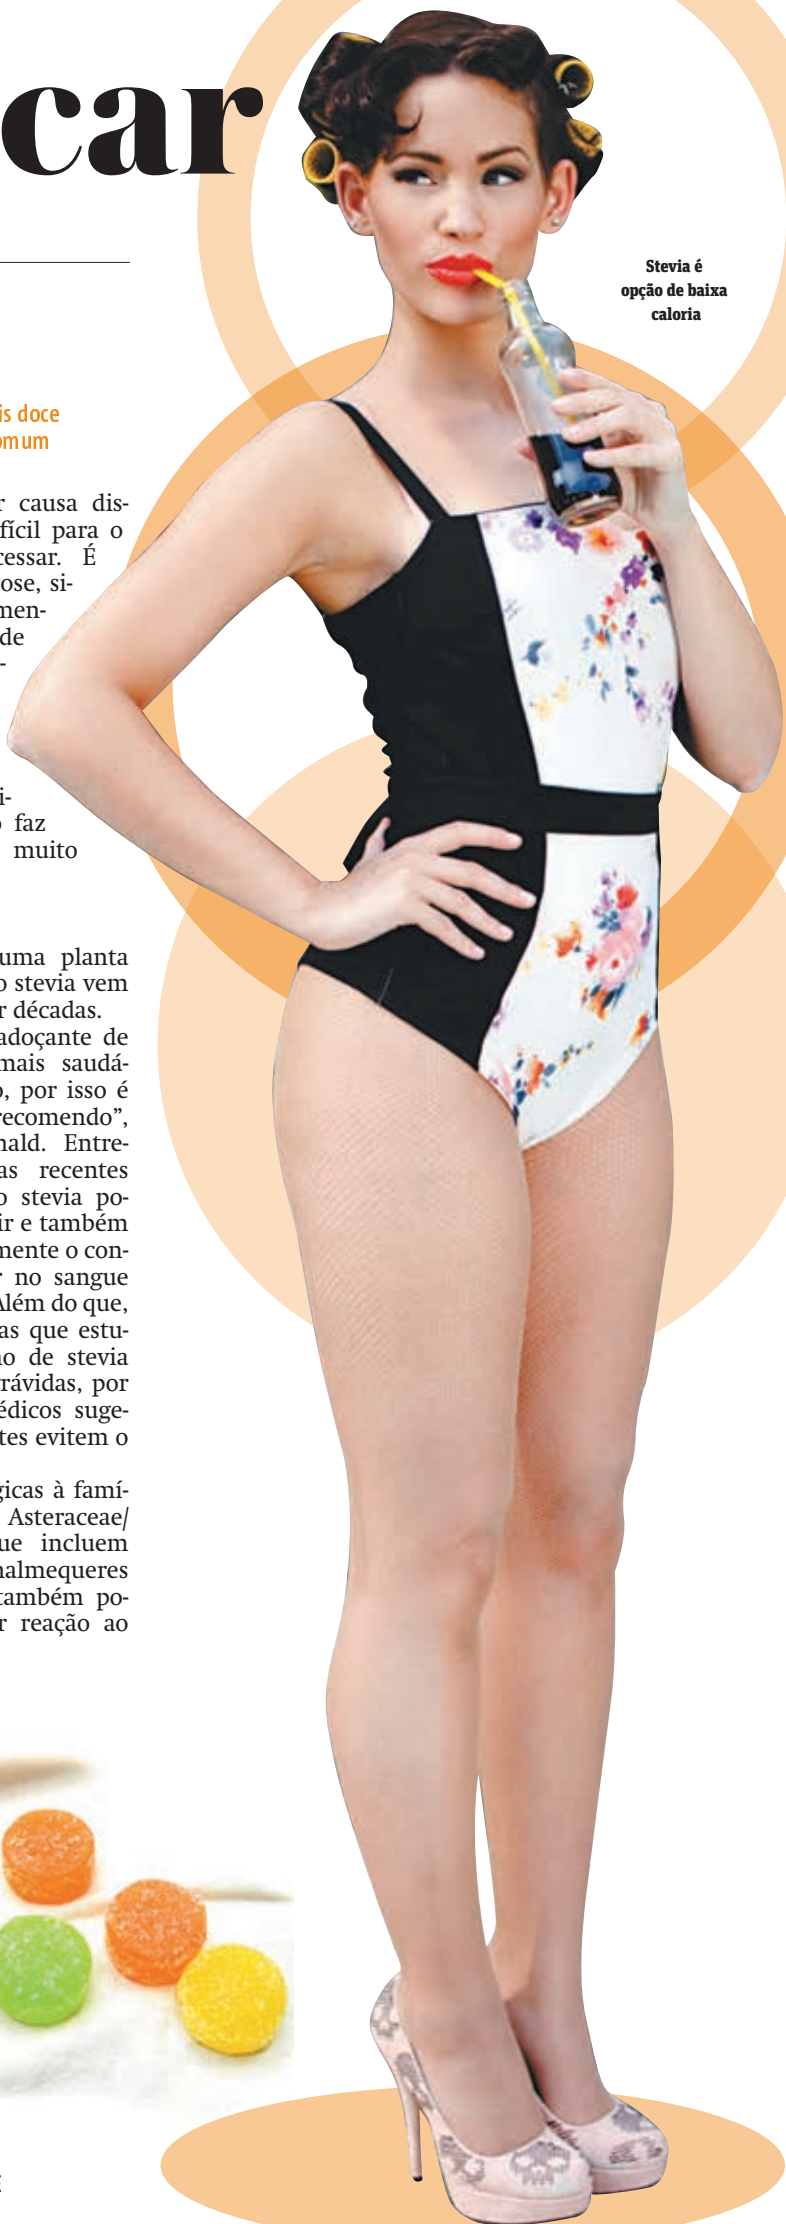 car
Stevia é
opção de baixa
caloria
is doce
omum
r causa dis-
fícil para o
cessar. É
ose, si-
men-
de
-
i-
o faz
muito
uma planta
o stevia vem
r décadas.
adoçante de
mais saudá-
o, por isso é
recomendo”,
nald. Entre-
as recentes
o stevia po-
ir e também
mente o con-
r no sangue
Além do que,
as que estu-
no de stevia
rávidas, por
édicos suge-
tes evitem o
gicas à famí-
Asteraceae/
que incluem
malmequeres
também po-
r reação ao